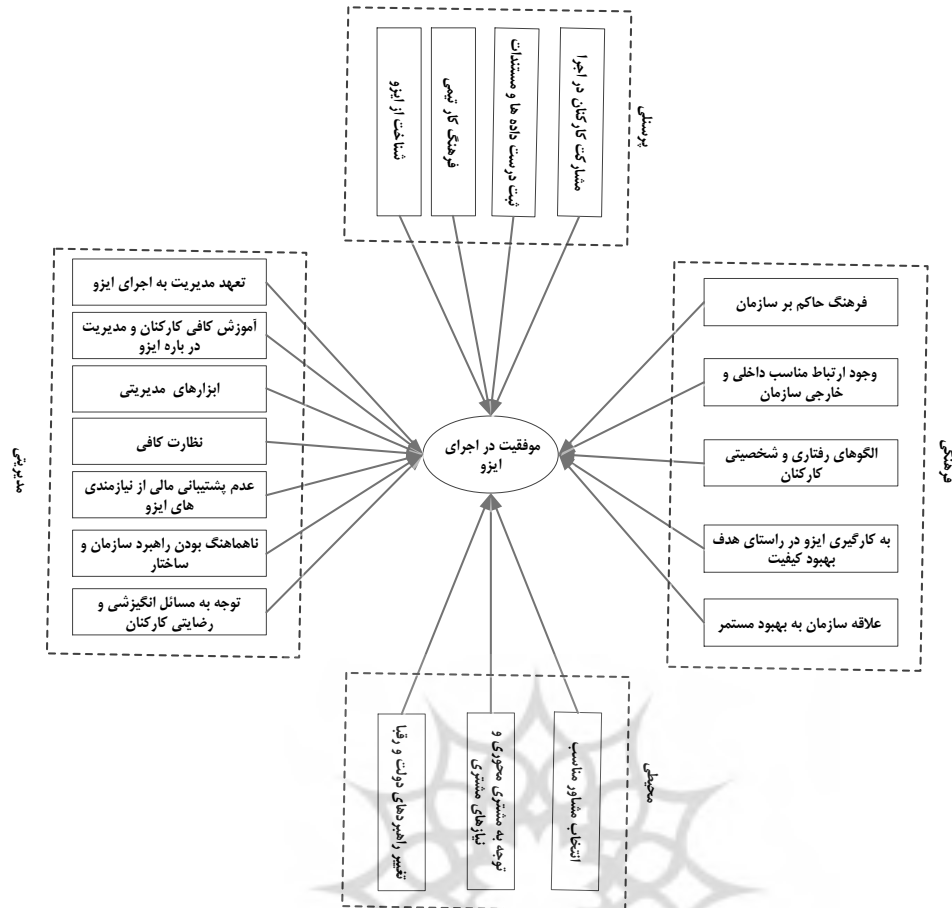 پرسنلی
مشارکت کارکنان در اجرا
ثبت درست داده ها و مستندات
فرهنگ کار تیمی
شناخت از ایزو
فرهنگی
فرهنگ حاکم بر سازمان
وجود ارتباط مناسب داخلی و
خارجی سازمان
الگوهای رفتاری و شخصیتی
کارکنان
به کارگیری ایزو در راستای هدف
بهبود کیفیت
علاقه سازمان به بهبود مستمر
موفقیت در اجرای
ایزو
مدیریتی
تعهد مدیریت به اجرای ایزو
آموزش کافی کارکنان و مدیریت
در باره ایزو
ابزارهای مدیریتی
نظارت کافی
عدم پشتیبانی مالی از نیازمندی
های ایزو
ناهماهنگ بودن راهبرد سازمان و
ساختار
توجه به مسائل انگیزشی و
رضایتی کارکنان
محیطی
انتخاب مشاور مناسب
توجه به مشتری محوری و
نیازهای مشتری
تغییر راهبردهای دولت و رقبا